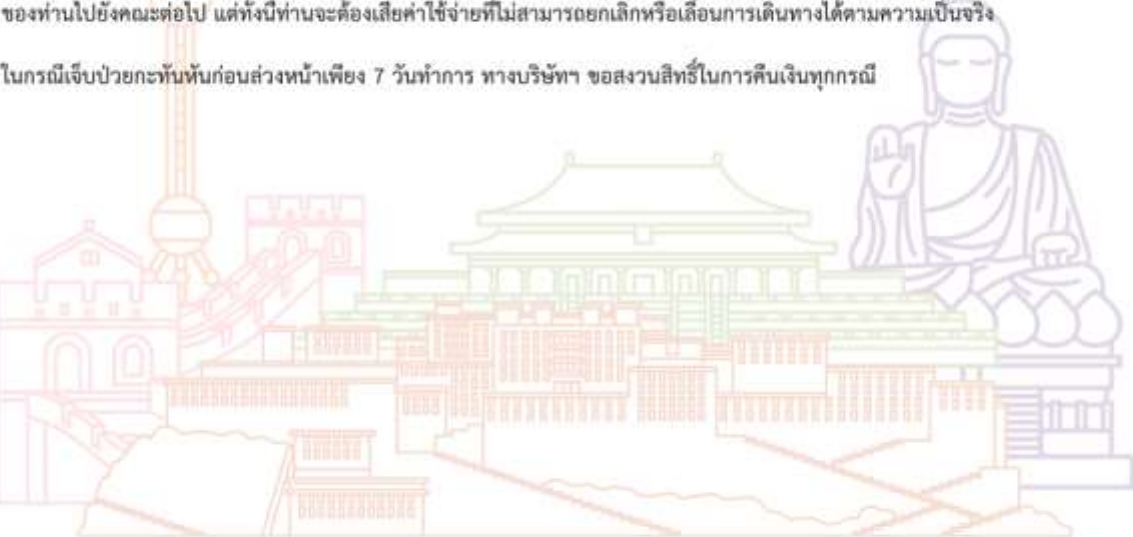 ของท่านไปยังคณะต่อไป แต่ทั้งนี้ท่านจะต้องเสียค่าใช้จ่ายที่ไม่สามารถยกเลิกหรือเลื่อนการเดินทางได้ตามความเป็นจริง
ในกรณีเจ็บป่วยกะทันหันก่อนล่วงหน้าเพียง 7 วันทำการ ทางบริษัทฯ ขอสงวนสิทธิ์ในการคืนเงินทุกกรณี